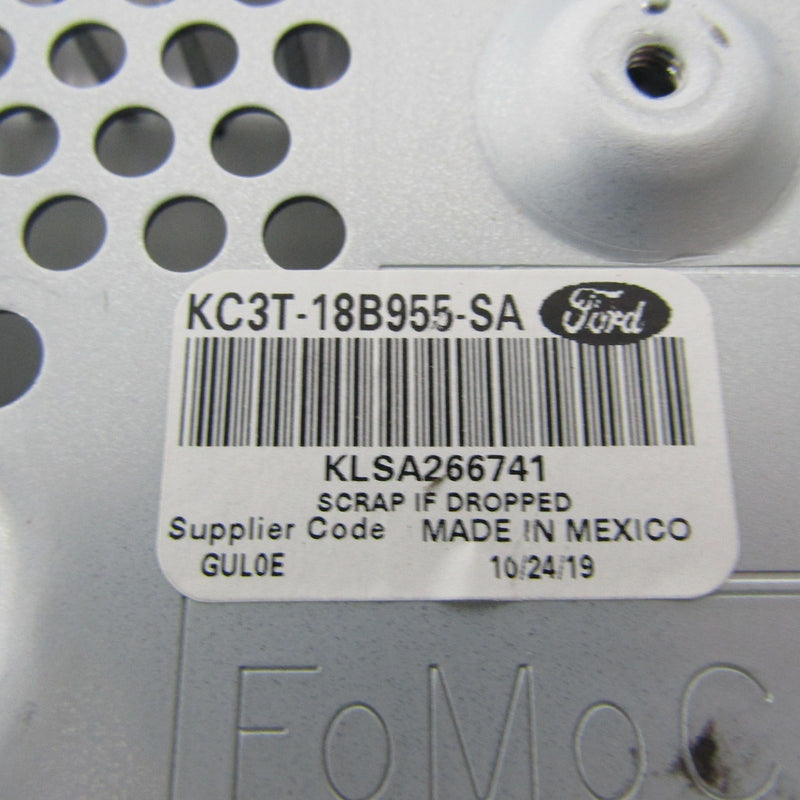 KC3T-18B955-SA Ford
KLSA266741
SCRAP IF DROPPED
Supplier Code MADE IN MEXICO
GUL0E 10/24/19
FoMoC